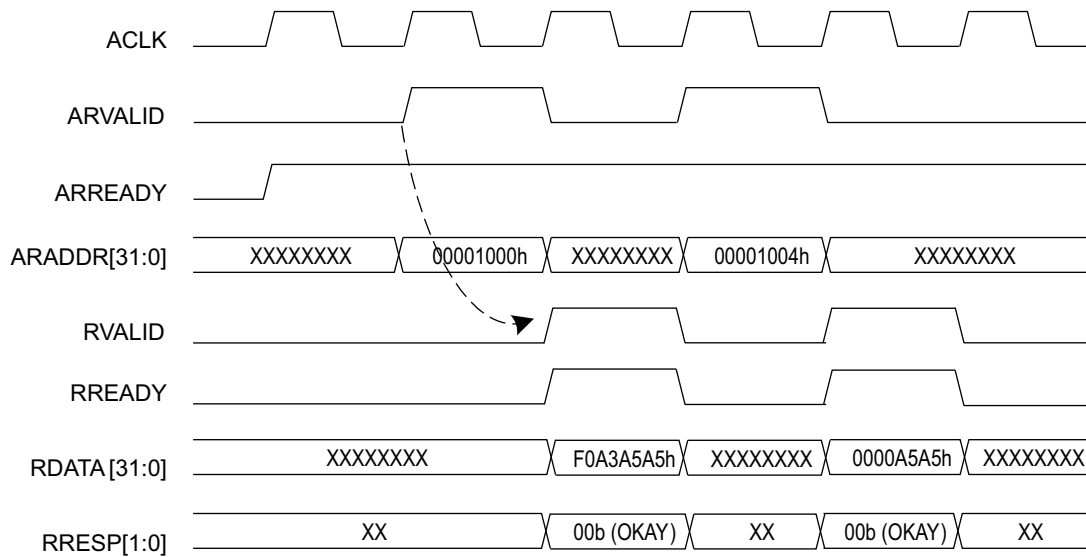 ACLK
ARVALID
ARREADY
ARADDR[31:0] XXXXXXXX 00001000h XXXXXXXX 00001004h XXXXXXXX
RVALID
RREADY
RDATA [31:0] XXXXXXXX F0A3A5A5h XXXXXXXX 0000A5A5h XXXXXXXX
RRESP[1:0] XX 00b (OKAY) XX 00b (OKAY) XX